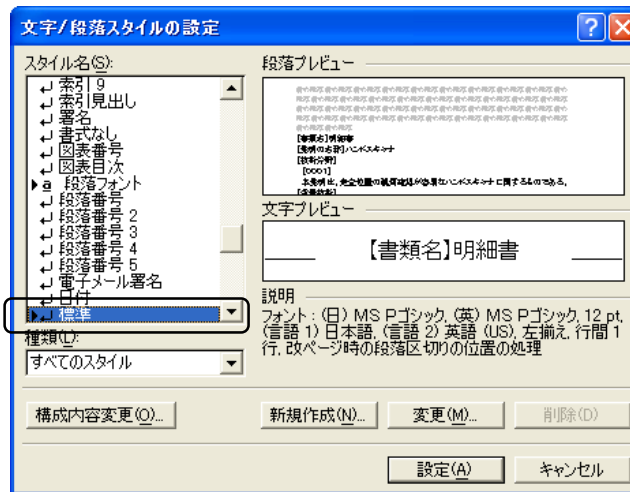 文字/段落スタイルの設定
スタイル名(S):
索引 9
索引見出し
署名
書式なし
図表番号
図表目次
a 段落フォント
段落番号
段落番号 2
段落番号 3
段落番号 4
段落番号 5
電子メール署名
日付
標準
種類(L):
すべてのスタイル
段落プレビュー
【書類名】明細書
【発明の名称】ハンドスキャナ
【技術分野】
【0001】
文字プレビュー
【書類名】明細書
説明
フォント : (日) MS Pゴシック, (英) MS Pゴシック, 12 pt,
(言語 1) 日本語, (言語 2) 英語 (US), 左揃え, 行間 1
行, 改ページ時の段落区切りの位置の処理
構成内容変更(O)...
新規作成(N)...
変更(M)...
削除(D)
設定(A)
キャンセル